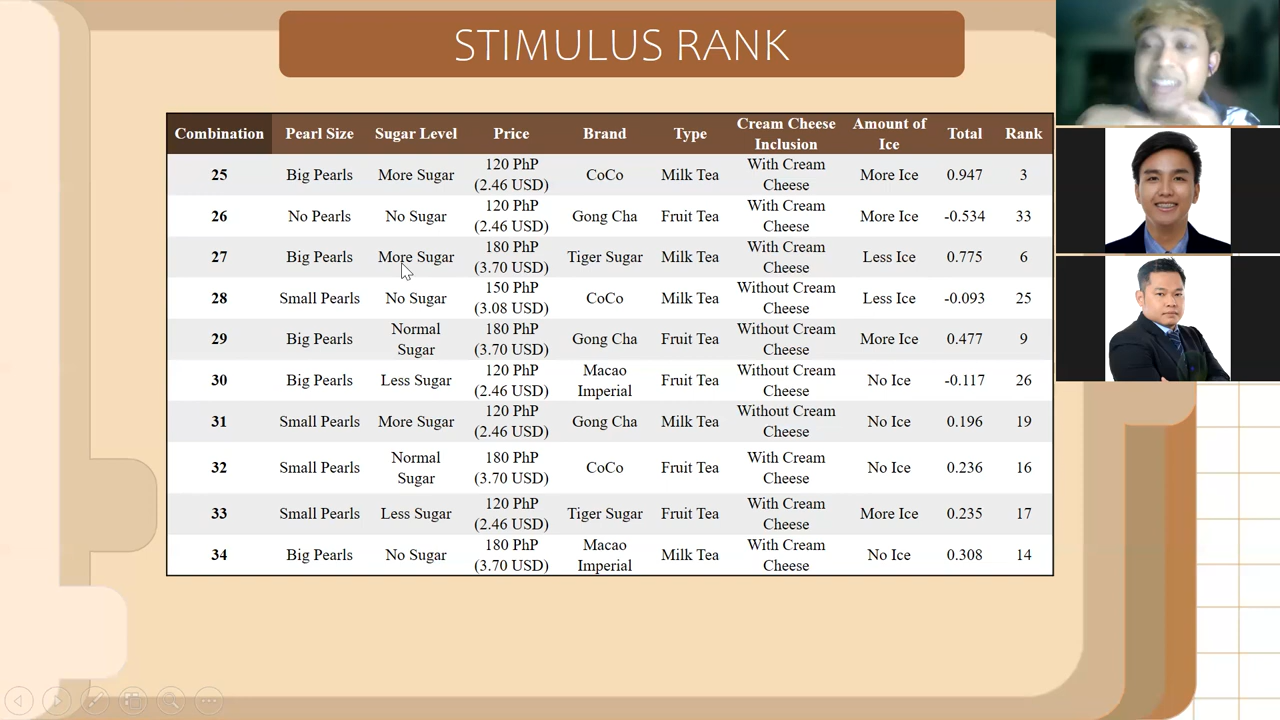 STIMULUS RANK
Combination Pearl Size Sugar Level Price Brand Type Cream Cheese Inclusion Amount of Ice Total Rank
25 Big Pearls More Sugar 120 PhP (2.46 USD) CoCo Milk Tea With Cream Cheese More Ice 0.947 3
26 No Pearls No Sugar 120 PhP (2.46 USD) Gong Cha Fruit Tea With Cream Cheese More Ice -0.534 33
27 Big Pearls More Sugar 180 PhP (3.70 USD) Tiger Sugar Milk Tea With Cream Cheese Less Ice 0.775 6
28 Small Pearls No Sugar 150 PhP (3.08 USD) CoCo Milk Tea Without Cream Cheese Less Ice -0.093 25
29 Big Pearls Normal Sugar 180 PhP (3.70 USD) Gong Cha Fruit Tea Without Cream Cheese More Ice 0.477 9
30 Big Pearls Less Sugar 120 PhP (2.46 USD) Macao Imperial Fruit Tea Without Cream Cheese No Ice -0.117 26
31 Small Pearls More Sugar 120 PhP (2.46 USD) Gong Cha Milk Tea Without Cream Cheese No Ice 0.196 19
32 Small Pearls Normal Sugar 180 PhP (3.70 USD) CoCo Fruit Tea With Cream Cheese No Ice 0.236 16
33 Small Pearls Less Sugar 120 PhP (2.46 USD) Tiger Sugar Fruit Tea With Cream Cheese More Ice 0.235 17
34 Big Pearls No Sugar 180 PhP (3.70 USD) Macao Imperial Milk Tea With Cream Cheese No Ice 0.308 14